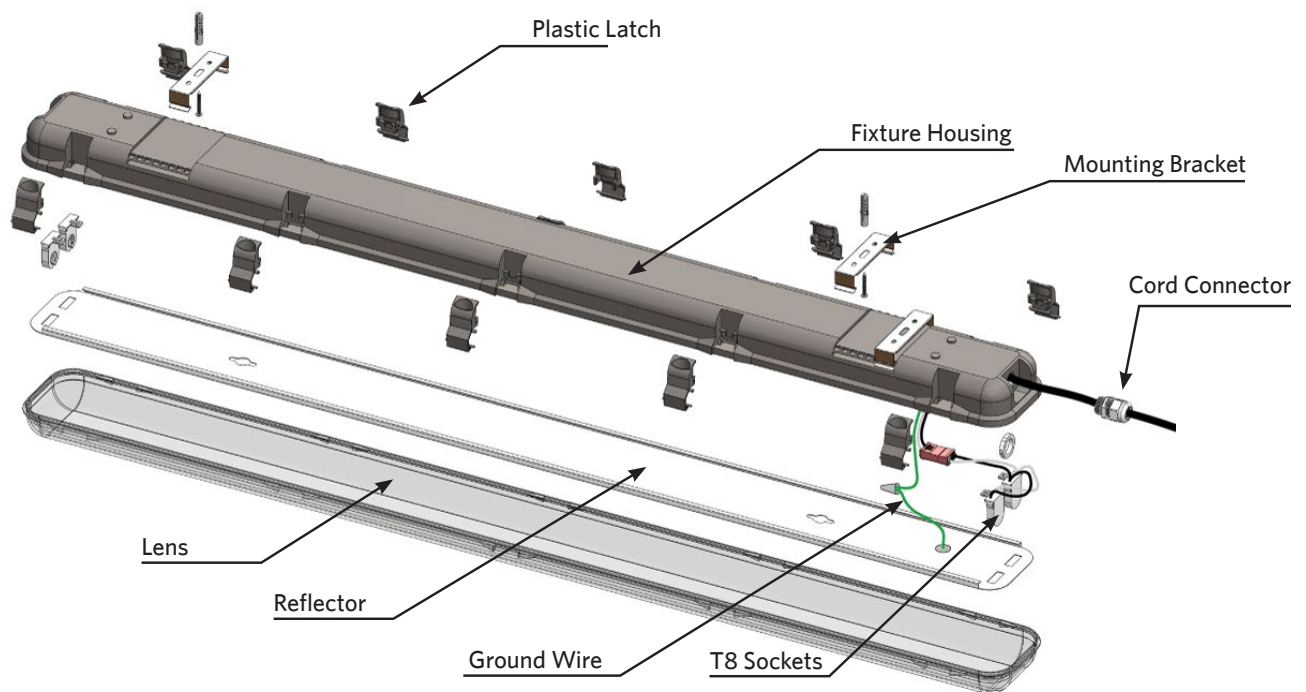 Plastic Latch
Fixture Housing
Mounting Bracket
Cord Connector
Lens
Reflector
Ground Wire
T8 Sockets